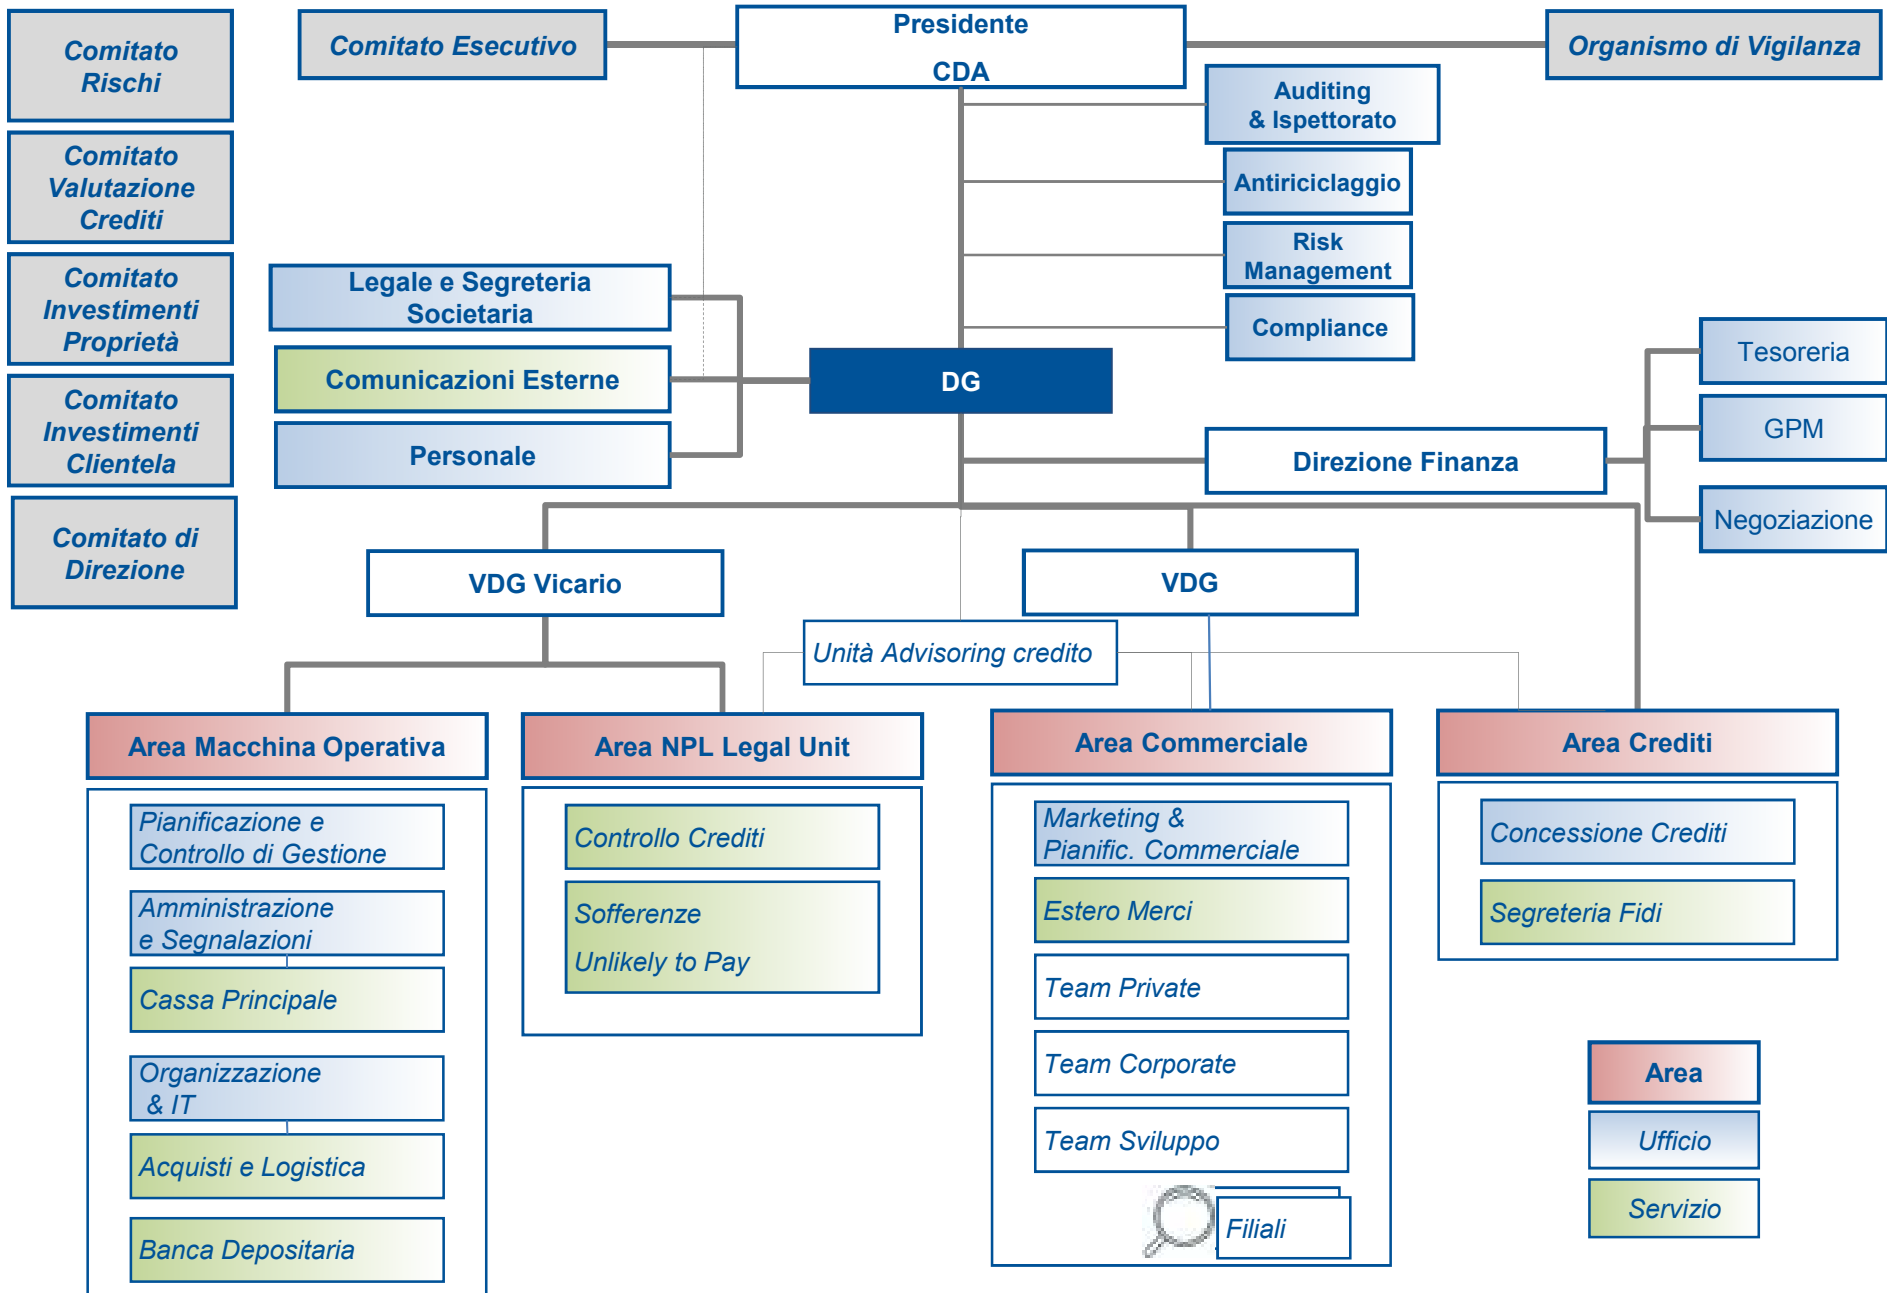 Presidente
CDA
Comitato Esecutivo
Organismo di Vigilanza
Comitato
Rischi
Comitato
Valutazione
Crediti
Comitato
Investimenti
Proprietà
Comitato
Investimenti
Clientela
Comitato di
Direzione
Auditing
& Ispettorato
Antiriciclaggio
Risk
Management
Compliance
Legale e Segreteria
Societaria
Comunicazioni Esterne
Personale
DG
Direzione Finanza
Tesoreria
GPM
Negoziazione
VDG Vicario
VDG
Unità Advisoring credito
Area Macchina Operativa
Pianificazione e
Controllo di Gestione
Amministrazione
e Segnalazioni
Cassa Principale
Organizzazione
& IT
Acquisti e Logistica
Banca Depositaria
Area NPL Legal Unit
Controllo Crediti
Sofferenze
Unlikely to Pay
Area Commerciale
Marketing &
Pianific. Commerciale
Estero Merci
Team Private
Team Corporate
Team Sviluppo
Filiali
Area Crediti
Concessione Crediti
Segreteria Fidi
Area
Ufficio
Servizio